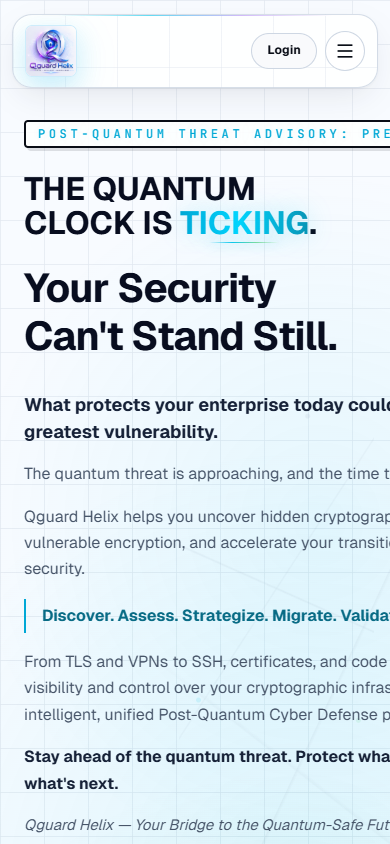 Qguard Helix
Login
POST-QUANTUM THREAT ADVISORY: PRE
THE QUANTUM
CLOCK IS TICKING.
Your Security
Can't Stand Still.
What protects your enterprise today could
greatest vulnerability.
The quantum threat is approaching, and the time t
Qguard Helix helps you uncover hidden cryptograp
vulnerable encryption, and accelerate your transiti
security.
Discover. Assess. Strategize. Migrate. Valida
From TLS and VPNs to SSH, certificates, and code
visibility and control over your cryptographic infras
intelligent, unified Post-Quantum Cyber Defense p
Stay ahead of the quantum threat. Protect wha
what's next.
Qguard Helix — Your Bridge to the Quantum-Safe Fut